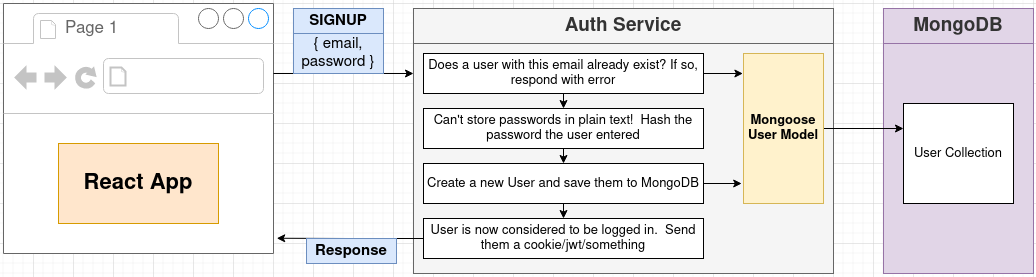 Page 1
React App
SIGNUP
{ email,
password }
Response
Auth Service
Does a user with this email already exist? If so,
respond with error
Can't store passwords in plain text!  Hash the
password the user entered
Create a new User and save them to MongoDB
User is now considered to be logged in.  Send
them a cookie/jwt/something
Mongoose
User Model
MongoDB
User Collection